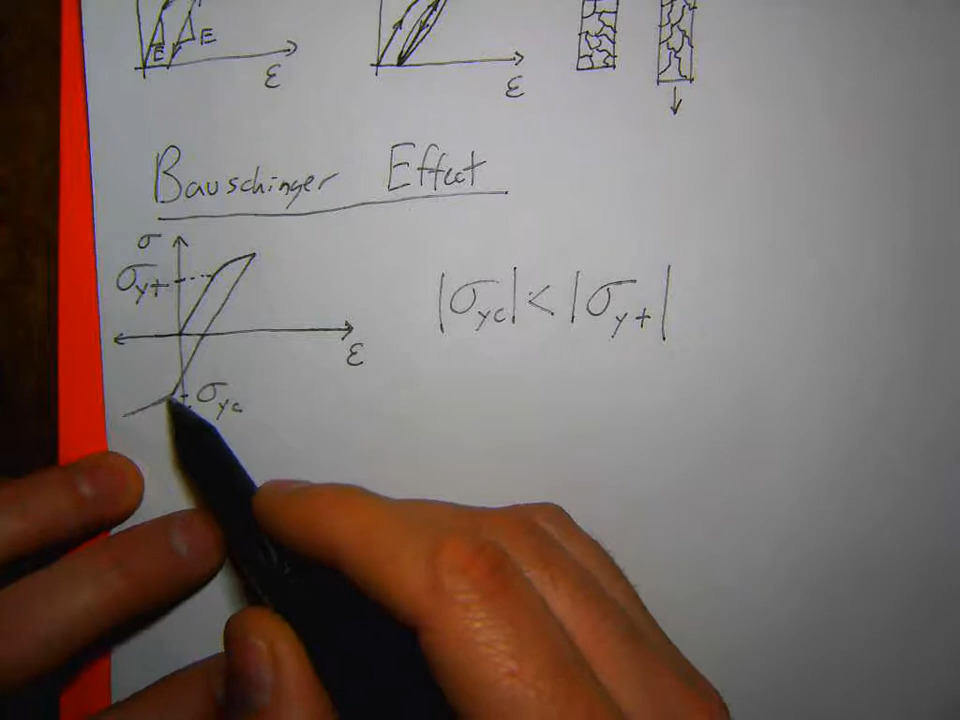 E E
ε ε
Bauschinger Effect
σ
σy+
|σyc| < |σy+|
ε
σyc